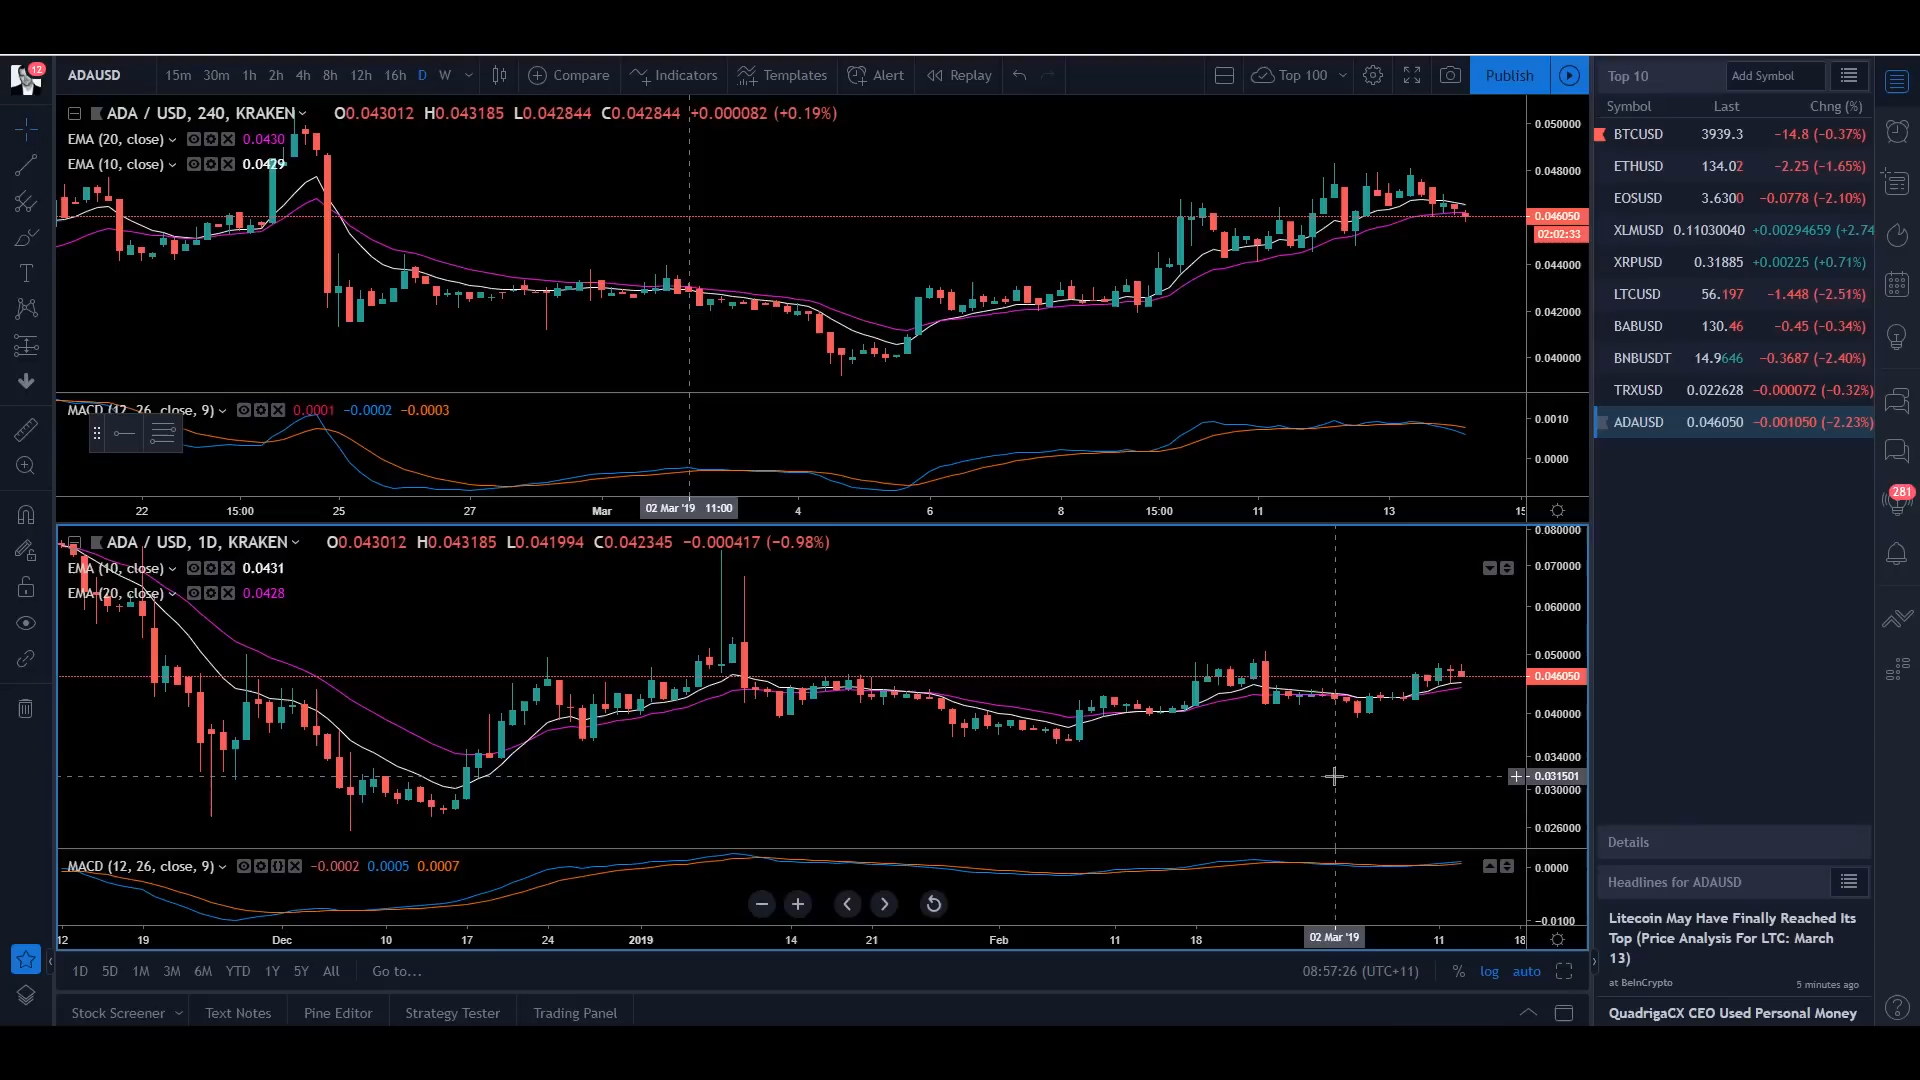 12
ADAUSD 15m 30m 1h 2h 4h 8h 12h 16h D W Compare Indicators Templates Alert Replay Top 100 Publish
ADA / USD, 240, KRAKEN O0.043012 H0.043185 L0.042844 C0.042844 +0.000082 (+0.19%)
EMA (20, close) 0.0430
EMA (10, close) 0.0429
0.050000
0.048000
0.046050
02:02:33
0.044000
0.042000
0.040000
MACD (12, 26, close, 9) 0.0001 −0.0002 −0.0003
0.0010
0.0000
22 15:00 25 27 Mar 02 Mar '19 11:00 4 6 8 15:00 11 13 15
ADA / USD, 1D, KRAKEN O0.043012 H0.043185 L0.041994 C0.042345 −0.000417 (−0.98%)
EMA (10, close) 0.0431
EMA (20, close) 0.0428
0.080000
0.070000
0.060000
0.050000
0.046050
0.040000
0.034000
0.031501
0.030000
0.026000
MACD (12, 26, close, 9) −0.0002 0.0005 0.0007
0.0000
−0.0100
12 19 Dec 10 17 24 2019 14 21 Feb 11 18 02 Mar '19 11 18
1D 5D 1M 3M 6M YTD 1Y 5Y All Go to... 08:57:26 (UTC+11) % log auto
Stock Screener Text Notes Pine Editor Strategy Tester Trading Panel
Top 10 Add Symbol
Symbol Last Chng (%)
BTCUSD 3939.3 −14.8 (−0.37%)
ETHUSD 134.02 −2.25 (−1.65%)
EOSUSD 3.6300 −0.0778 (−2.10%)
XLMUSD 0.11030040 +0.00294659 (+2.74
XRPUSD 0.31885 +0.00225 (+0.71%)
LTCUSD 56.197 −1.448 (−2.51%)
BABUSD 130.46 −0.45 (−0.34%)
BNBUSDT 14.9646 −0.3687 (−2.40%)
TRXUSD 0.022628 −0.000072 (−0.32%)
ADAUSD 0.046050 −0.001050 (−2.23%)
Details
Headlines for ADAUSD
Litecoin May Have Finally Reached Its
Top (Price Analysis For LTC: March
13)
at BeInCrypto 5 minutes ago
QuadrigaCX CEO Used Personal Money
281